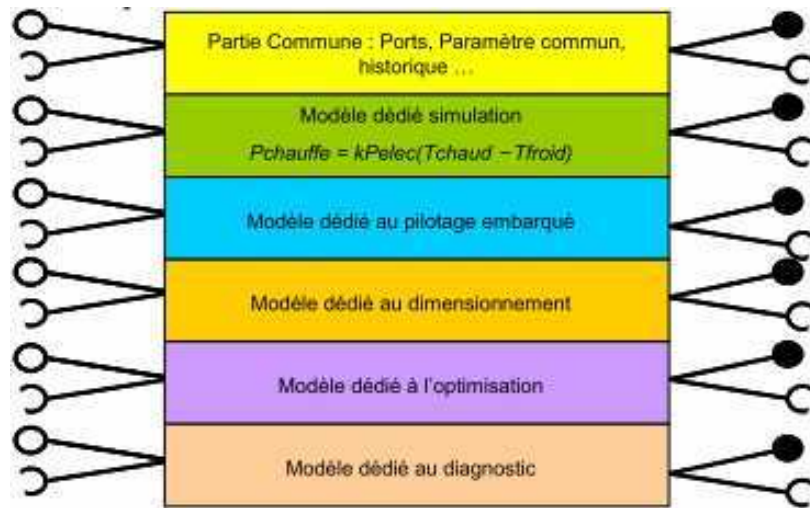 Partie Commune : Ports, Paramètre commun,
historique ...
Modèle dédié simulation
Pchauffe = kPelec(Tchaud – Tfroid)
Modèle dédié au pilotage embarqué
Modèle dédié au dimensionnement
Modèle dédié à l'optimisation
Modèle dédié au diagnostic